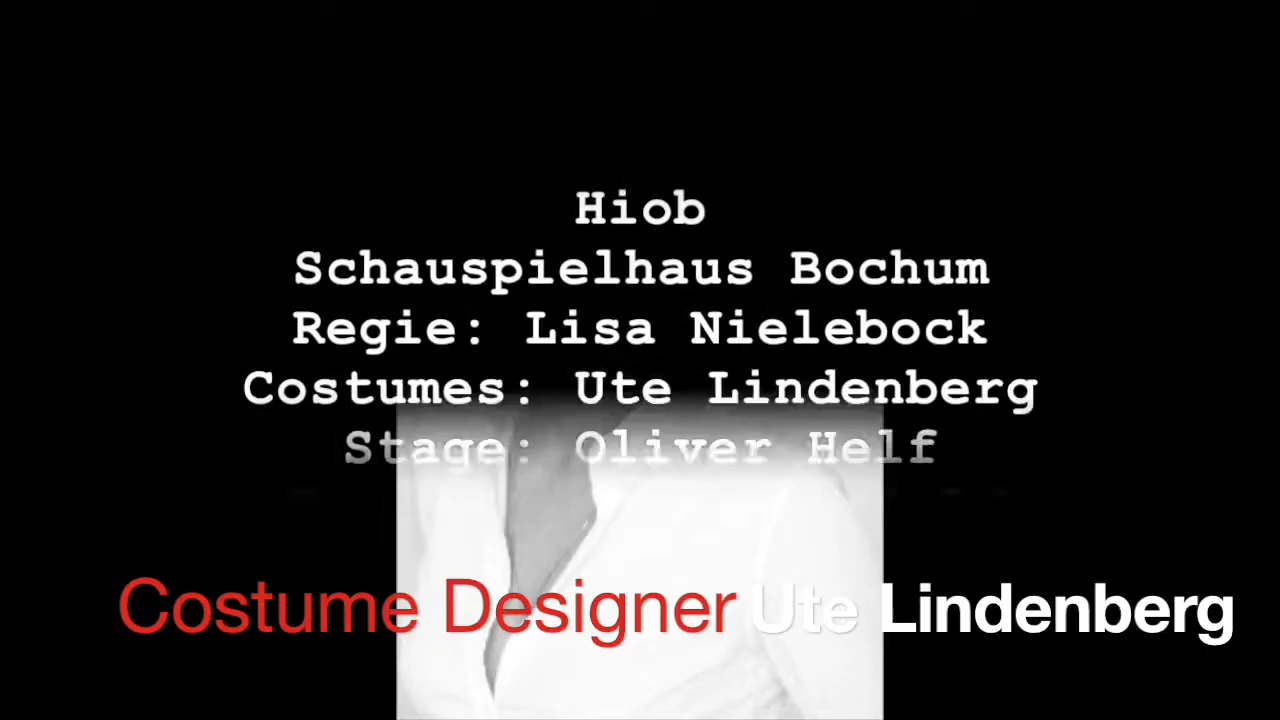 Hiob
Schauspielhaus Bochum
Regie: Lisa Nielebock
Costumes: Ute Lindenberg
Stage: Oliver Helf
Costume Designer Ute Lindenberg